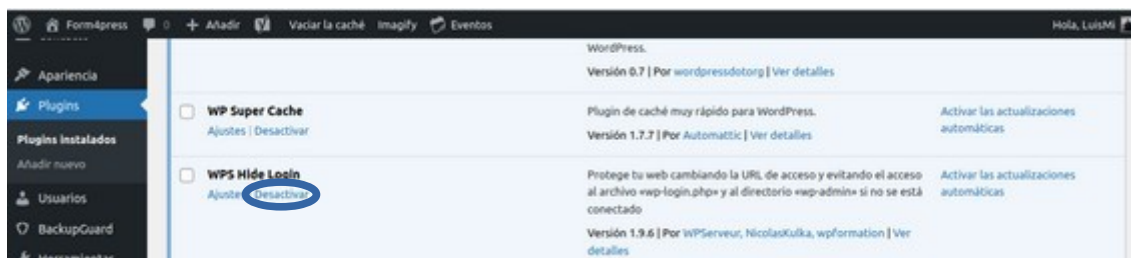 Form4press 0 + Añadir Vaciar la caché Imagify Eventos Hola, LuisMi
Apariencia
Plugins
Plugins instalados
Añadir nuevo
Usuarios
BackupGuard
Herramientas
WordPress.
Versión 0.7 | Por wordpressdotorg | Ver detalles
WP Super Cache
Ajustes | Desactivar
Plugin de caché muy rápido para WordPress.
Versión 1.7.7 | Por Automattic | Ver detalles
Activar las actualizaciones
automáticas
WPS Hide Login
Ajustes Desactivar
Protege tu web cambiando la URL de acceso y evitando el acceso
al archivo «wp-login.php» y al directorio «wp-admin» si no se está
conectado
Versión 1.9.6 | Por WPServeur, NicolasKulka, wpformation | Ver
detalles
Activar las actualizaciones
automáticas